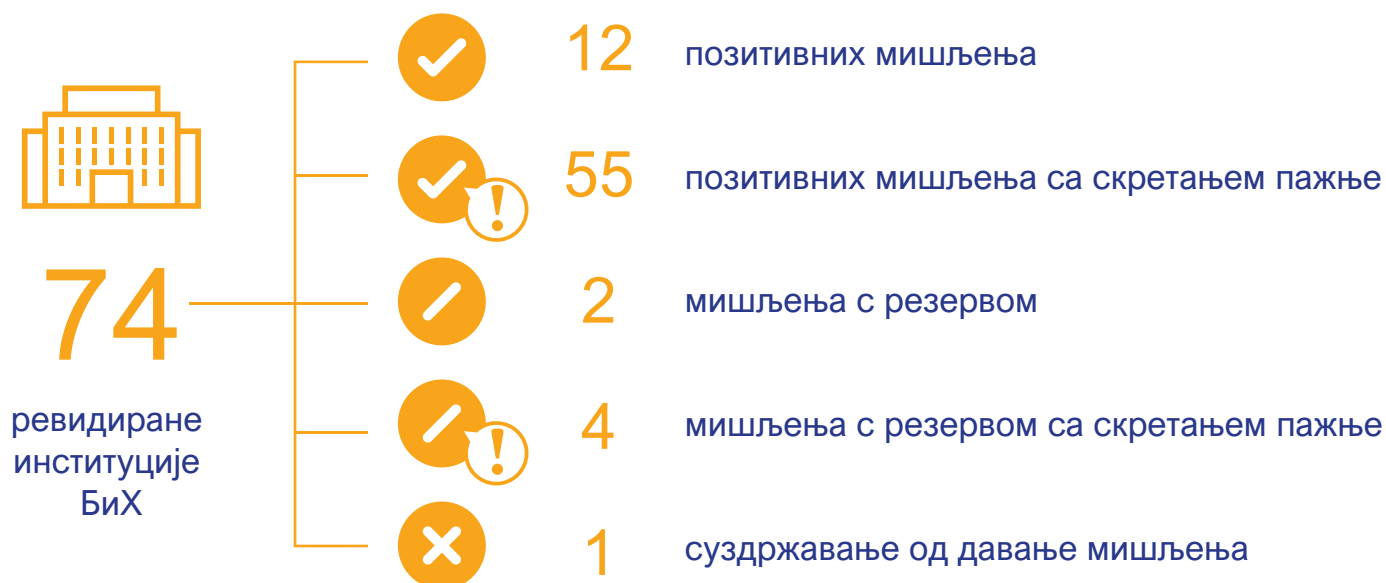 74
ревидиране
институције
БиХ
12 позитивних мишљења
55 позитивних мишљења са скретањем пажње
2 мишљења с резервом
4 мишљења с резервом са скретањем пажње
1 суздржавање од давање мишљења